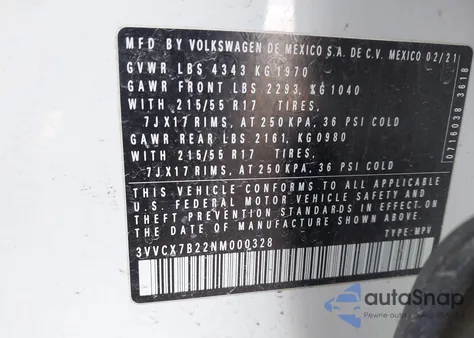 MFD BY VOLKSWAGEN DE MEXICO S.A. DE C.V. MEXICO 02/21
GVWR LBS 4343 KG 1970
GAWR FRONT LBS 2293, KG 1040
WITH 215/55 R17 TIRES,
7JX17 RIMS, AT 250 KPA, 36 PSI COLD
GAWR REAR LBS 2161, KG 0980
WITH 215/55 R17 TIRES,
7JX17 RIMS, AT 250 KPA, 36 PSI COLD
THIS VEHICLE CONFORMS TO ALL APPLICABLE
U.S. FEDERAL MOTOR VEHICLE SAFETY AND
THEFT PREVENTION STANDARDS IN EFFECT ON
THE DATE OF MANUFACTURE SHOWN ABOVE.
3VVCX7B22NM000328 TYPE: MPV
0716038 3618
autoSnap